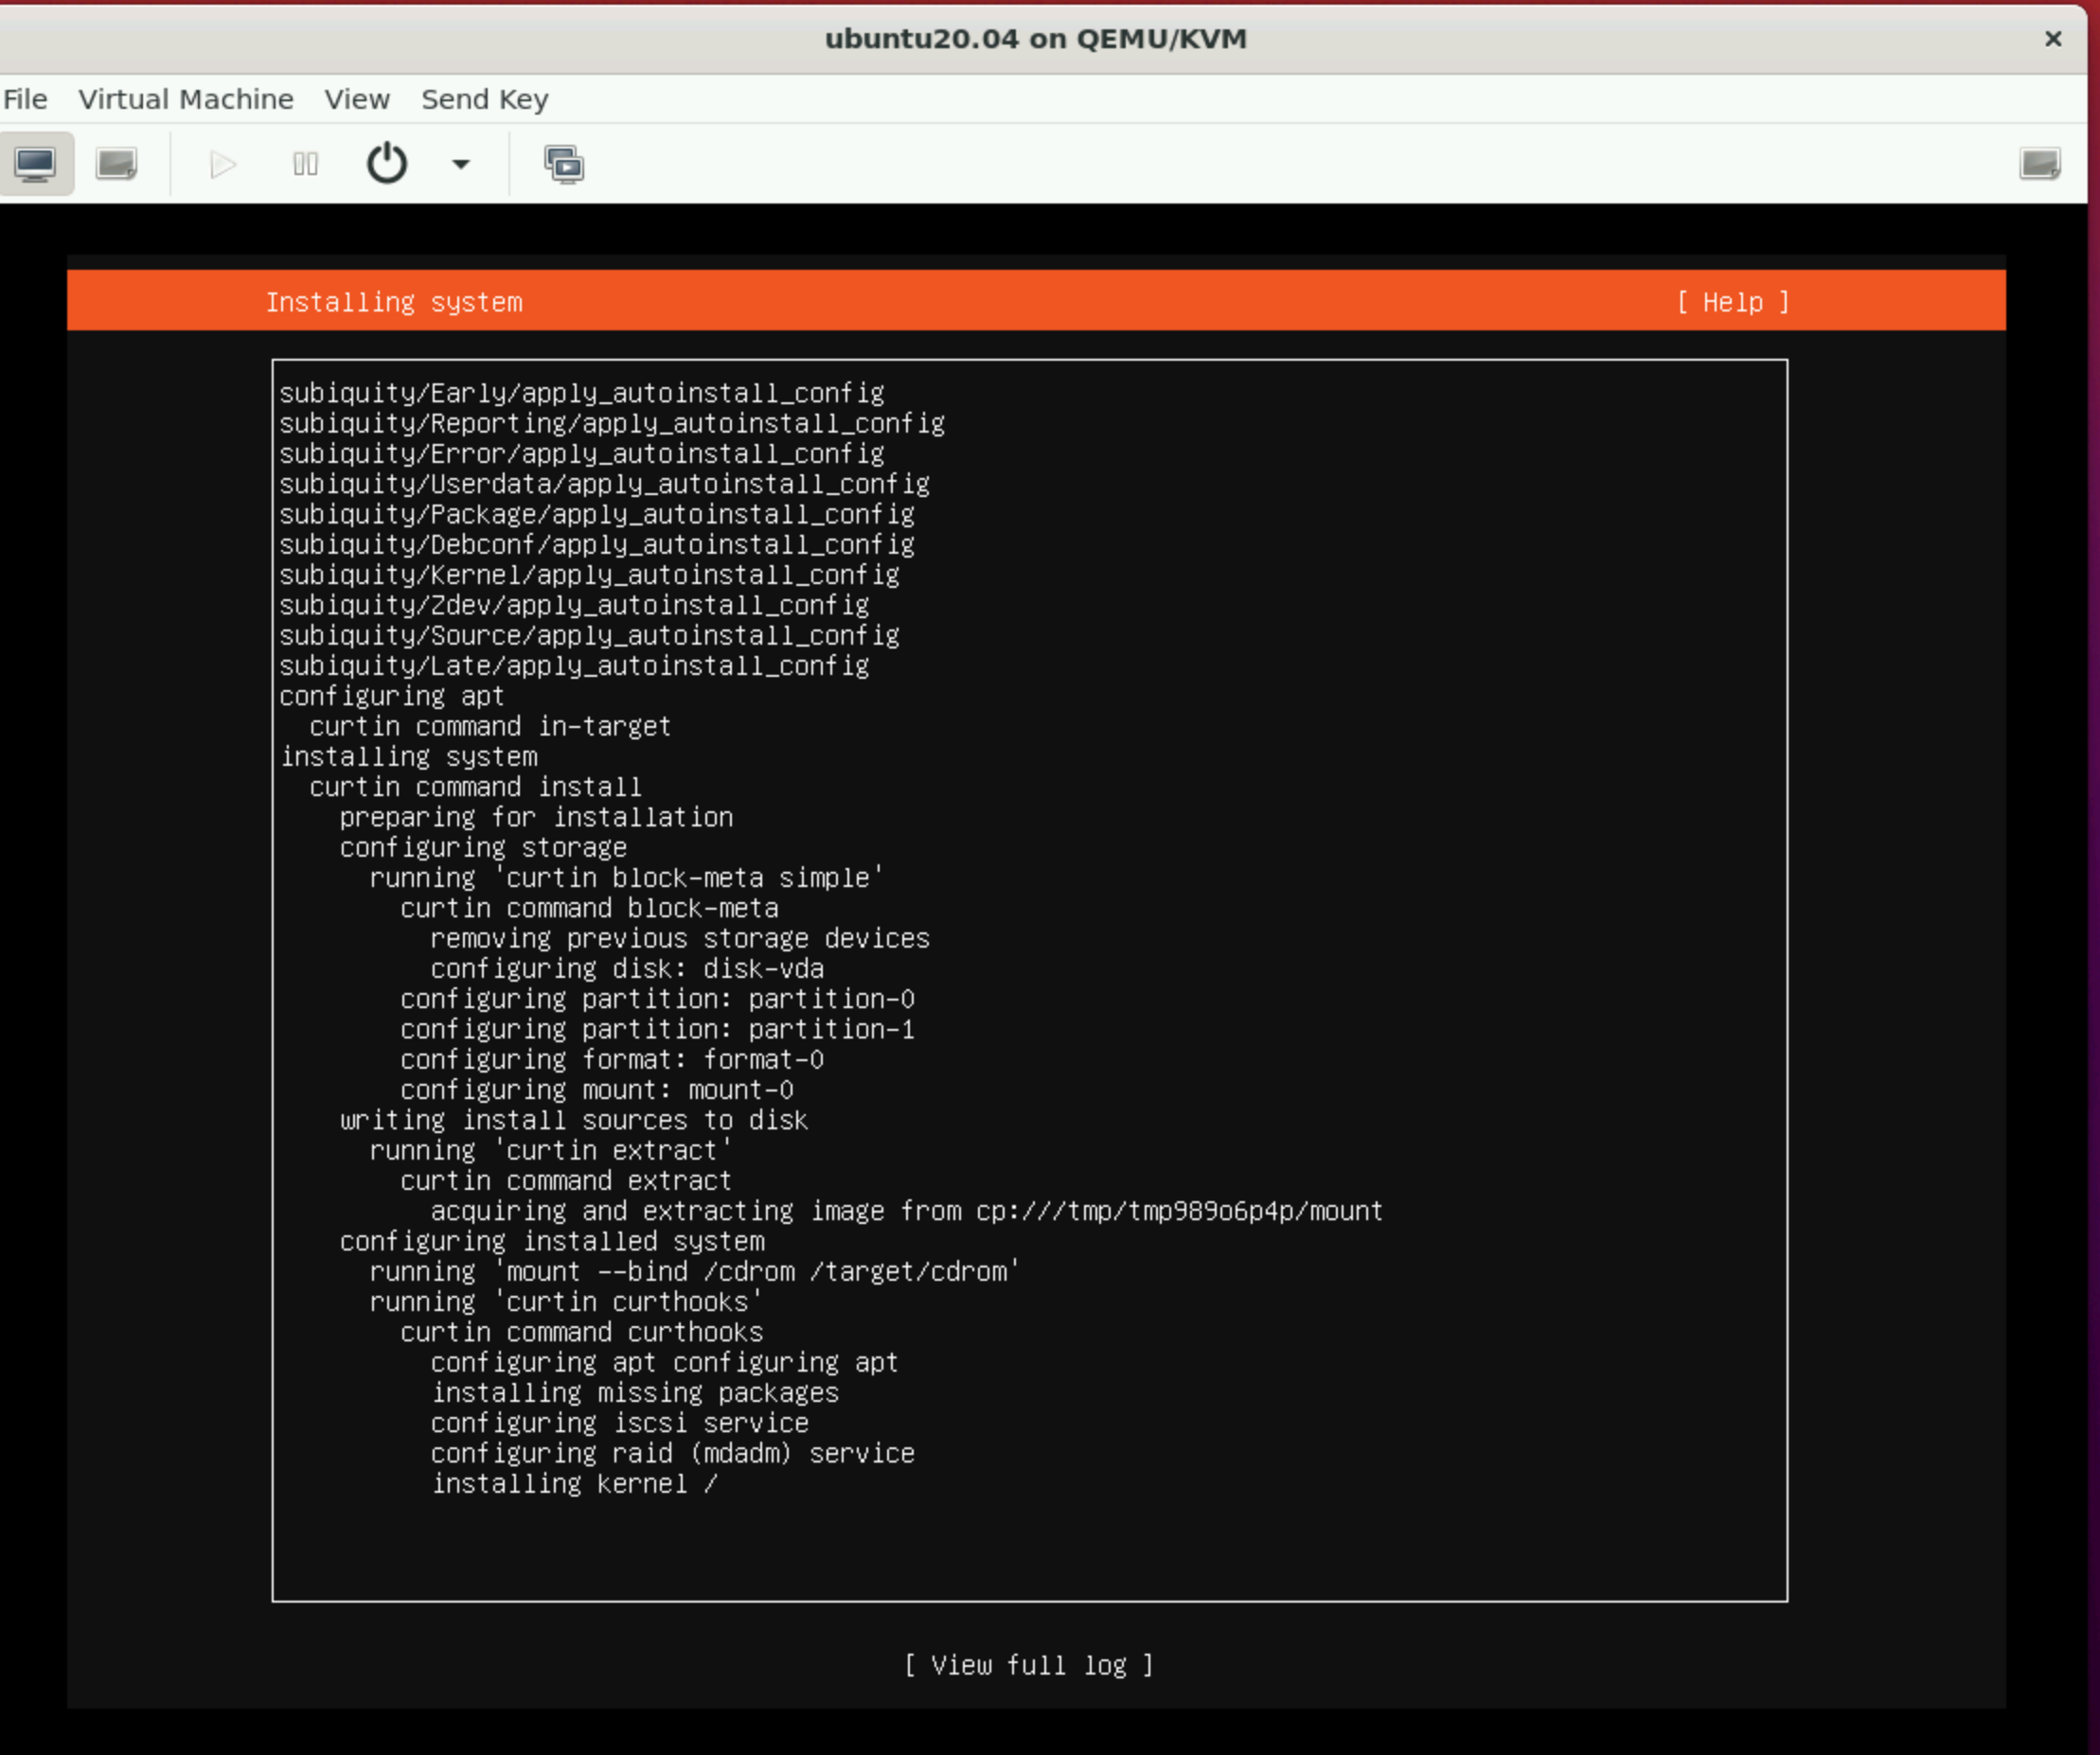 ubuntu20.04 on QEMU/KVM
File Virtual Machine View Send Key
Installing system [ Help ]
subiquity/Early/apply_autoinstall_config
subiquity/Reporting/apply_autoinstall_config
subiquity/Error/apply_autoinstall_config
subiquity/Userdata/apply_autoinstall_config
subiquity/Package/apply_autoinstall_config
subiquity/Debconf/apply_autoinstall_config
subiquity/Kernel/apply_autoinstall_config
subiquity/Zdev/apply_autoinstall_config
subiquity/Source/apply_autoinstall_config
subiquity/Late/apply_autoinstall_config
configuring apt
curtin command in-target
installing system
curtin command install
preparing for installation
configuring storage
running 'curtin block-meta simple'
curtin command block-meta
removing previous storage devices
configuring disk: disk-vda
configuring partition: partition-0
configuring partition: partition-1
configuring format: format-0
configuring mount: mount-0
writing install sources to disk
running 'curtin extract'
curtin command extract
acquiring and extracting image from cp:///tmp/tmp989o6p4p/mount
configuring installed system
running 'mount --bind /cdrom /target/cdrom'
running 'curtin curthooks'
curtin command curthooks
configuring apt configuring apt
installing missing packages
configuring iscsi service
configuring raid (mdadm) service
installing kernel /
[ View full log ]